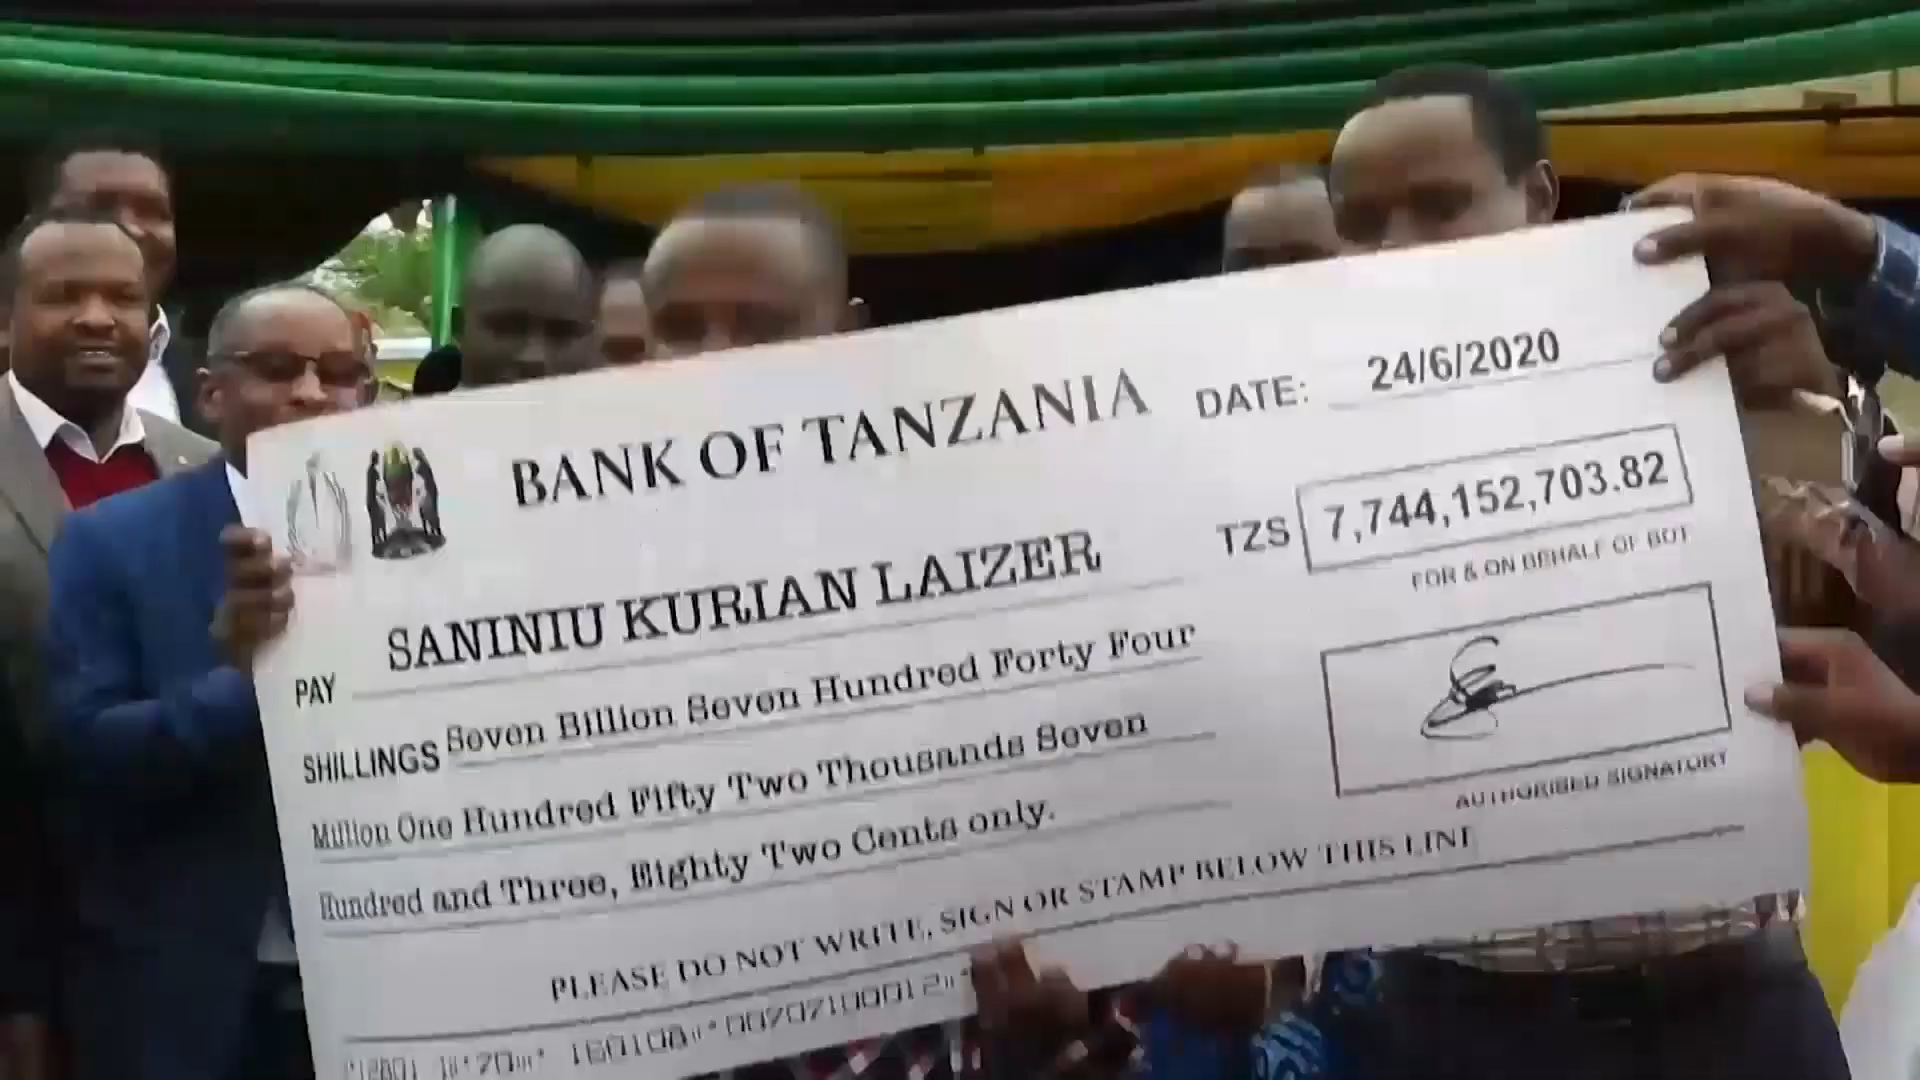 BANK OF TANZANIA
DATE: 24/6/2020
TZS 7,744,152,703.82
FOR & ON BEHALF OF BOT
PAY SANINIU KURIAN LAIZER
SHILLINGS Seven Billion Seven Hundred Forty Four
Million One Hundred Fifty Two Thousands Seven
Hundred and Three, Eighty Two Cents only.
AUTHORISED SIGNATORY
PLEASE DO NOT WRITE, SIGN OR STAMP BELOW THIS LINE